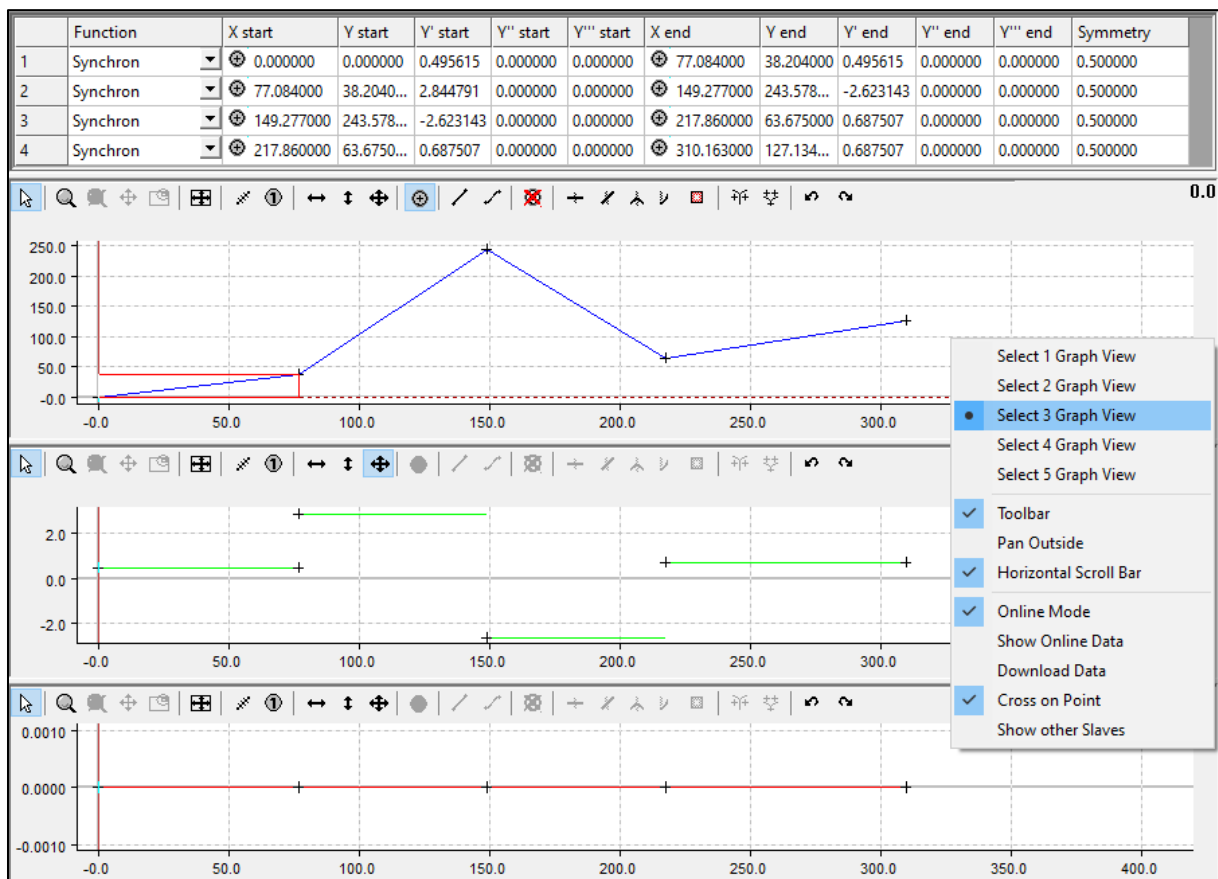 Function X start Y start Y' start Y'' start Y''' start X end Y end Y' end Y'' end Y''' end Symmetry
1 Synchron 0.000000 0.000000 0.495615 0.000000 0.000000 77.084000 38.204000 0.495615 0.000000 0.000000 0.500000
2 Synchron 77.084000 38.2040... 2.844791 0.000000 0.000000 149.277000 243.578... -2.623143 0.000000 0.000000 0.500000
3 Synchron 149.277000 243.578... -2.623143 0.000000 0.000000 217.860000 63.675000 0.687507 0.000000 0.000000 0.500000
4 Synchron 217.860000 63.6750... 0.687507 0.000000 0.000000 310.163000 127.134... 0.687507 0.000000 0.000000 0.500000
1 0.0
250.0
200.0
150.0
100.0
50.0
-0.0
-0.0 50.0 100.0 150.0 200.0 250.0 300.0
Select 1 Graph View
Select 2 Graph View
Select 3 Graph View
Select 4 Graph View
Select 5 Graph View
Toolbar
Pan Outside
Horizontal Scroll Bar
Online Mode
Show Online Data
Download Data
Cross on Point
Show other Slaves
1
2.0
0.0
-2.0
-0.0 50.0 100.0 150.0 200.0 250.0 300.0
1
0.0010
0.0000
-0.0010
-0.0 50.0 100.0 150.0 200.0 250.0 300.0 350.0 400.0